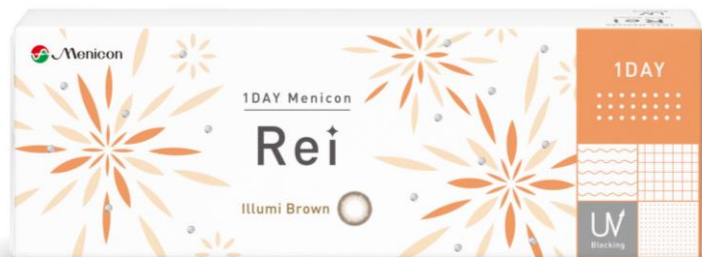 Menicon
1DAY Menicon
Rei
Illumi Brown
1DAY
UV
Blocking